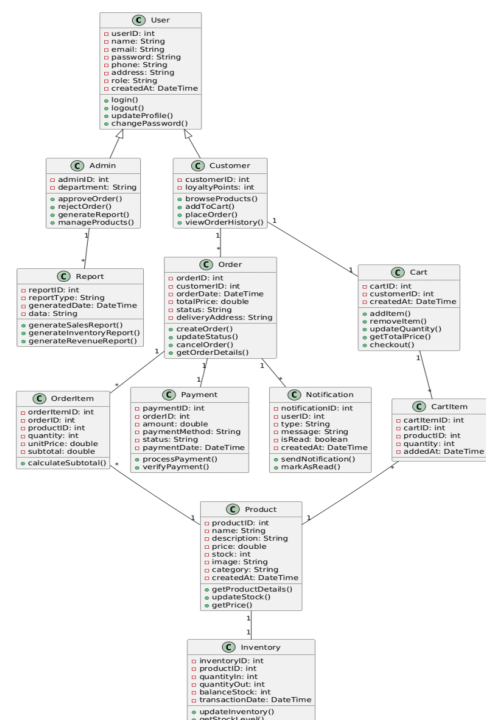 C User
userID: int
name: String
email: String
password: String
phone: String
address: String
role: String
createdAt: DateTime
login()
logout()
updateProfile()
changePassword()
C Admin
adminID: int
department: String
approveOrder()
rejectOrder()
generateReport()
manageProducts()
C Customer
customerID: int
loyaltyPoints: int
browseProducts()
addToCart()
placeOrder()
viewOrderHistory()
1
*
1
*
1
1
C Report
reportID: int
reportType: String
generatedDate: DateTime
data: String
generateSalesReport()
generateInventoryReport()
generateRevenueReport()
C Order
orderID: int
customerID: int
orderDate: DateTime
totalPrice: double
status: String
deliveryAddress: String
createOrder()
updateStatus()
cancelOrder()
getOrderDetails()
C Cart
cartID: int
customerID: int
createdAt: DateTime
addItem()
removeItem()
updateQuantity()
getTotalPrice()
checkout()
1
*
1
1
1
*
1
*
C OrderItem
orderItemID: int
orderID: int
productID: int
quantity: int
unitPrice: double
subtotal: double
calculateSubtotal()
C Payment
paymentID: int
orderID: int
amount: double
paymentMethod: String
status: String
paymentDate: DateTime
processPayment()
verifyPayment()
C Notification
notificationID: int
userID: int
type: String
message: String
isRead: boolean
createdAt: DateTime
sendNotification()
markAsRead()
C CartItem
cartItemID: int
cartID: int
productID: int
quantity: int
addedAt: DateTime
*
1
*
1
C Product
productID: int
name: String
description: String
price: double
stock: int
image: String
category: String
createdAt: DateTime
getProductDetails()
updateStock()
getPrice()
1
1
C Inventory
inventoryID: int
productID: int
quantityIn: int
quantityOut: int
balanceStock: int
transactionDate: DateTime
updateInventory()
getStockLevel()